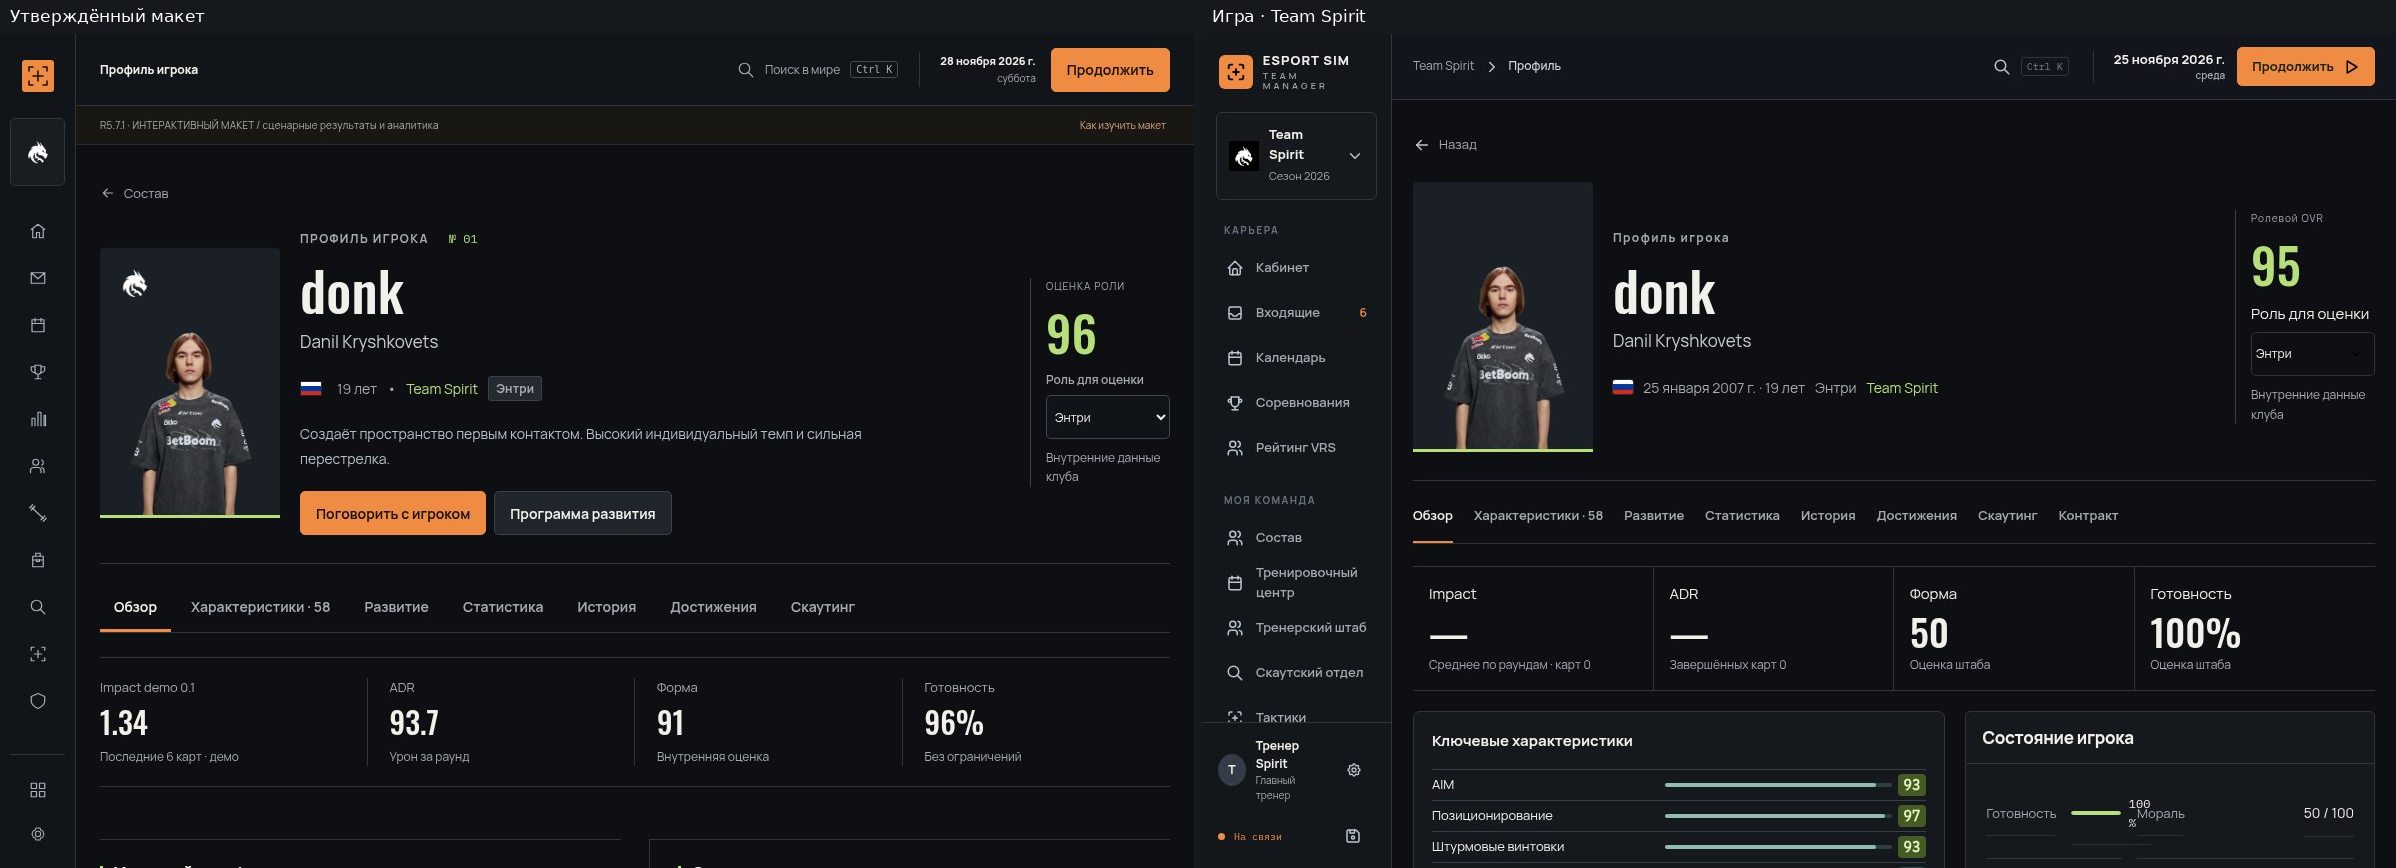 Утверждённый макет
Профиль игрока
Поиск в мире
Ctrl K
28 ноября 2026 г.
суббота
Продолжить
R5.7.1 · ИНТЕРАКТИВНЫЙ МАКЕТ / сценарные результаты и аналитика
Как изучить макет
Состав
ПРОФИЛЬ ИГРОКА
№ 01
donk
Danil Kryshkovets
19 лет • Team Spirit Энтри
Создаёт пространство первым контактом. Высокий индивидуальный темп и сильная
перестрелка.
Поговорить с игроком
Программа развития
ОЦЕНКА РОЛИ
96
Роль для оценки
Энтри
Внутренние данные
клуба
BetBoom
Обзор
Характеристики · 58
Развитие
Статистика
История
Достижения
Скаутинг
Impact demo 0.1
1.34
Последние 6 карт · демо
ADR
93.7
Урон за раунд
Форма
91
Внутренняя оценка
Готовность
96%
Без ограничений
Игра · Team Spirit
ESPORT SIM
TEAM
MANAGER
Team
Spirit
Сезон 2026
КАРЬЕРА
Кабинет
Входящие
6
Календарь
Соревнования
Рейтинг VRS
МОЯ КОМАНДА
Состав
Тренировочный
центр
Тренерский штаб
Скаутский отдел
Тактики
T
Тренер
Spirit
Главный
тренер
На связи
Team Spirit
Профиль
Ctrl K
25 ноября 2026 г.
среда
Продолжить
Назад
Профиль игрока
donk
Danil Kryshkovets
25 января 2007 г. · 19 лет Энтри Team Spirit
BetBoom
Ролевой OVR
95
Роль для оценки
Энтри
Внутренние данные
клуба
Обзор
Характеристики · 58
Развитие
Статистика
История
Достижения
Скаутинг
Контракт
Impact
—
Среднее по раундам · карт 0
ADR
—
Завершённых карт 0
Форма
50
Оценка штаба
Готовность
100%
Оценка штаба
Ключевые характеристики
AIM
93
Позиционирование
97
Штурмовые винтовки
93
Состояние игрока
Готовность
100
%
Мораль
50 / 100